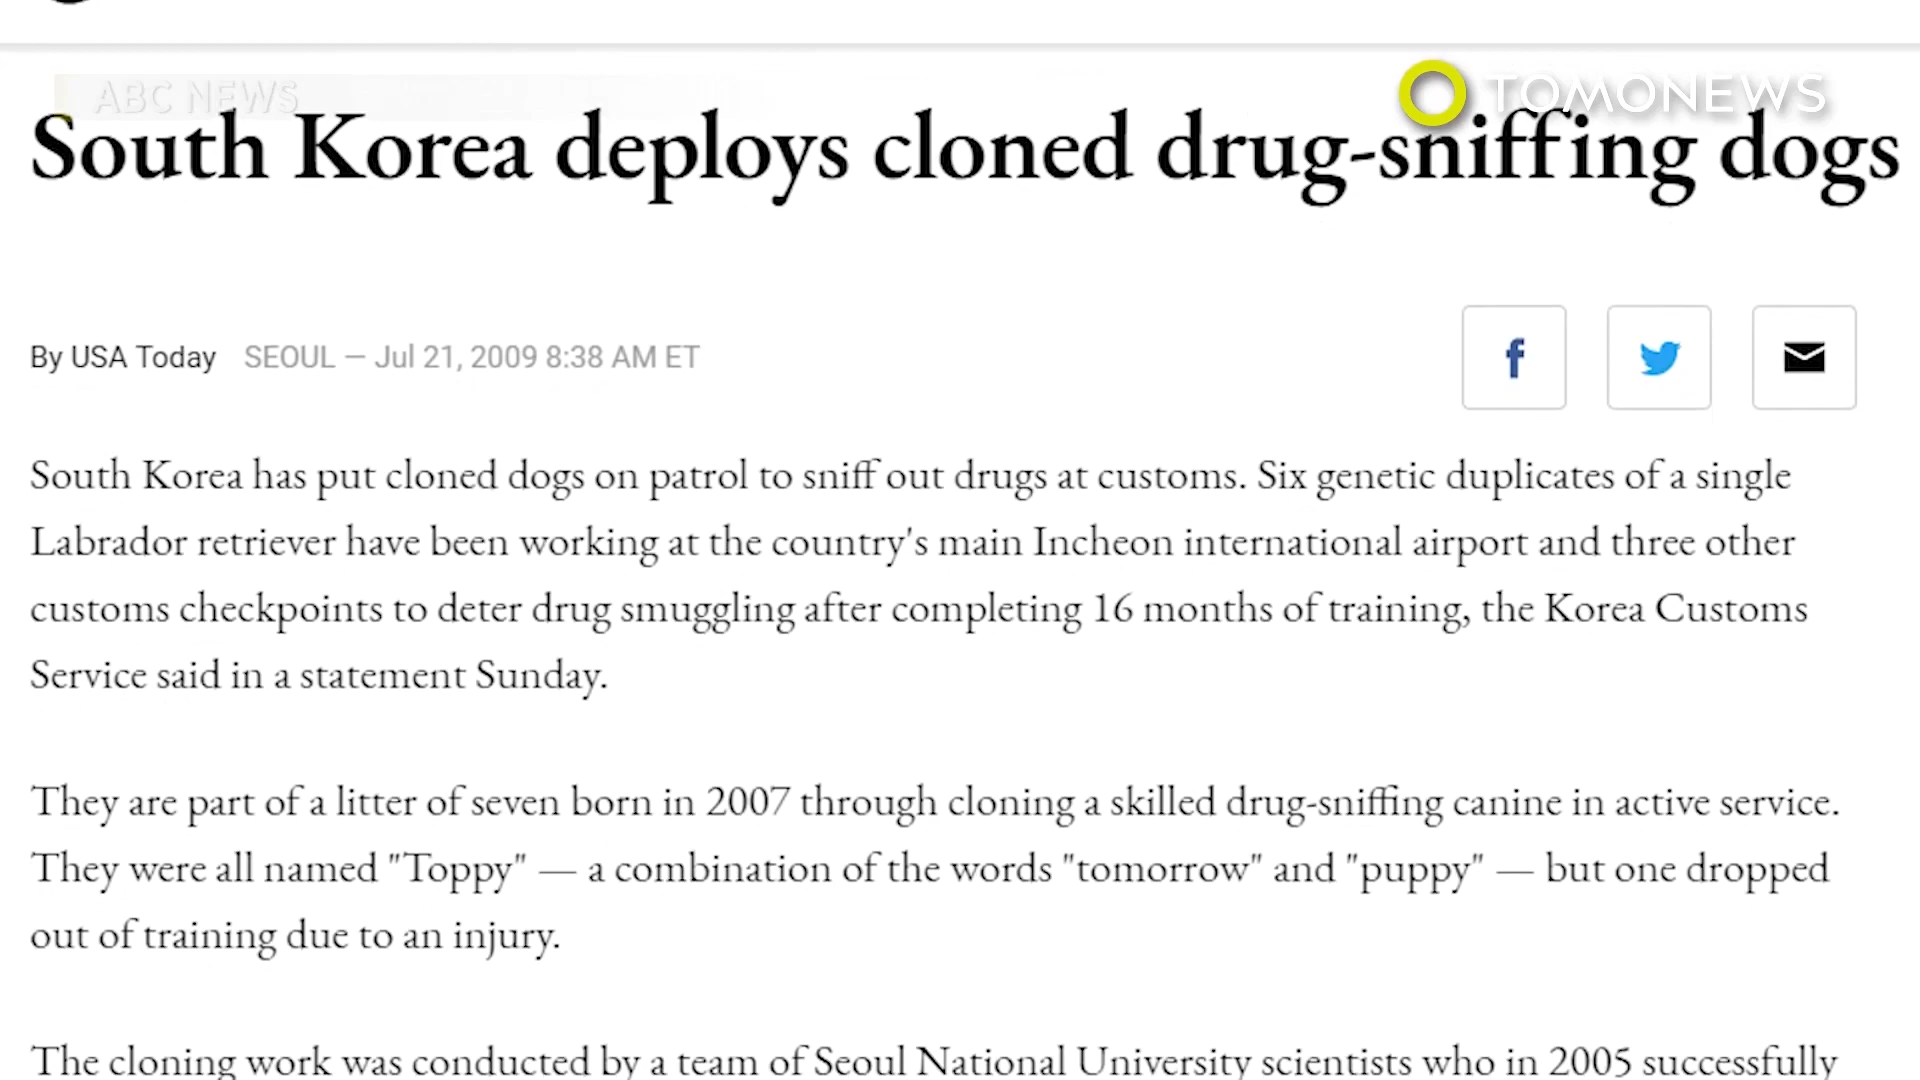 ABC NEWS
TOMONEWS
South Korea deploys cloned drug-sniffing dogs
By USA Today SEOUL — Jul 21, 2009 8:38 AM ET
South Korea has put cloned dogs on patrol to sniff out drugs at customs. Six genetic duplicates of a single
Labrador retriever have been working at the country's main Incheon international airport and three other
customs checkpoints to deter drug smuggling after completing 16 months of training, the Korea Customs
Service said in a statement Sunday.
They are part of a litter of seven born in 2007 through cloning a skilled drug-sniffing canine in active service.
They were all named "Toppy" — a combination of the words "tomorrow" and "puppy" — but one dropped
out of training due to an injury.
The cloning work was conducted by a team of Seoul National University scientists who in 2005 successfully